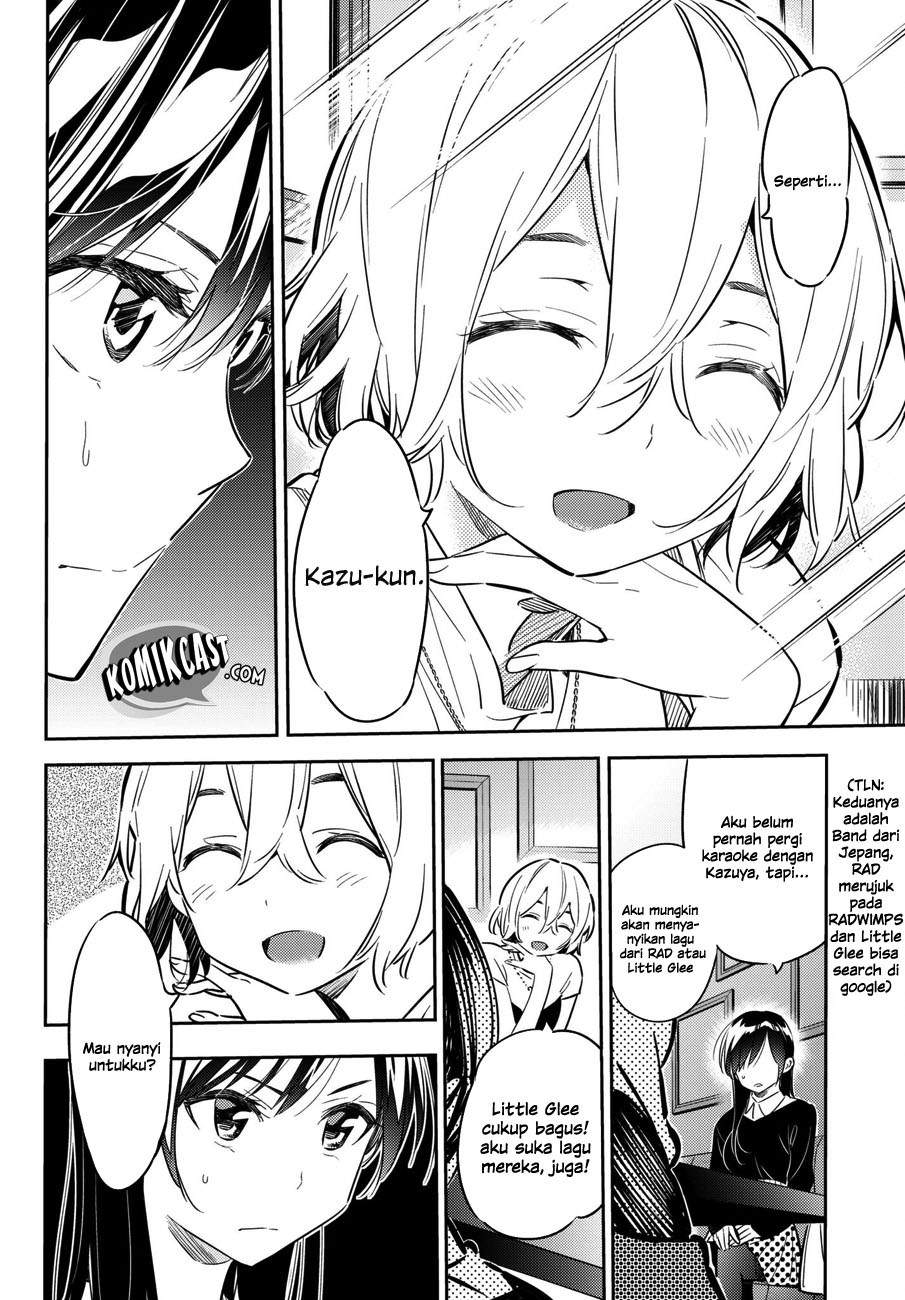 Seperti...
Kazu-kun.
KOMIKCAST
.COM
(TLN:
Keduanya
adalah
Band dari
Jepang,
RAD
merujuk
pada
RADWIMPS
dan Little
Glee bisa
search di
google)
Aku belum
pernah pergi
karaoke dengan
Kazuya, tapi...
Aku mungkin
akan menya-
nyikan lagu
dari RAD atau
Little Glee
Little Glee
cukup bagus!
aku suka lagu
mereka, juga!
Mau nyanyi
untukku?